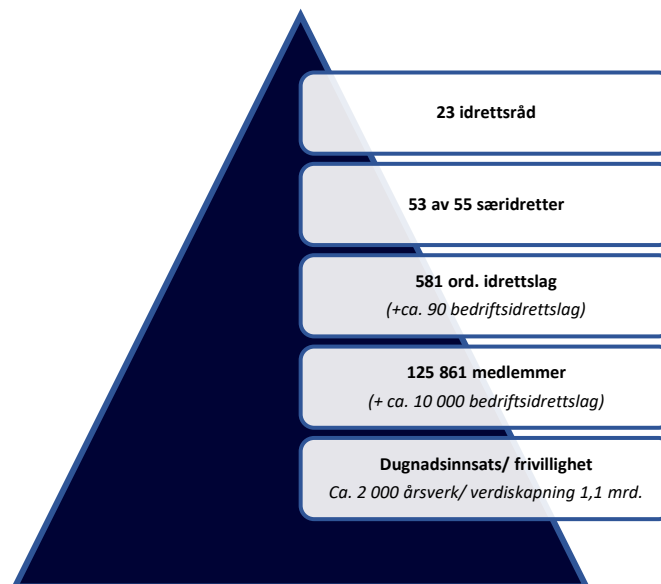 23 idrettsråd
53 av 55 særidretter
581 ord. idrettslag
(+ca. 90 bedriftsidrettslag)
125 861 medlemmer
(+ ca. 10 000 bedriftsidrettslag)
Dugnadsinnsats/ frivillighet
Ca. 2 000 årsverk/ verdiskapning 1,1 mrd.